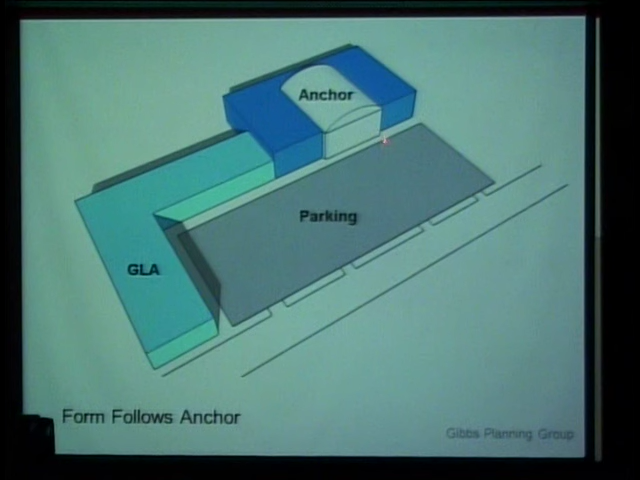 Anchor
Parking
GLA
Form Follows Anchor
Gibbs Planning Group